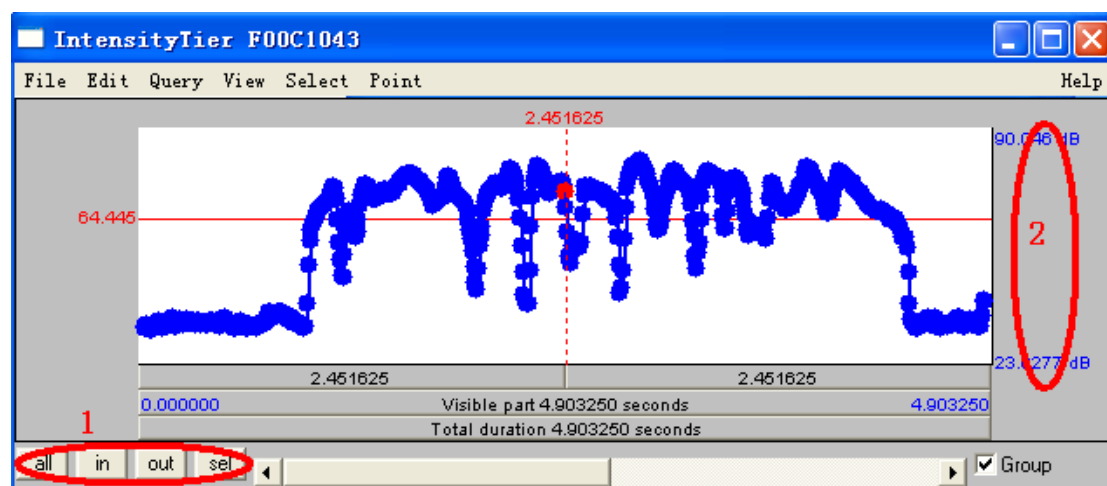 IntensityTier F00C1043
File Edit Query View Select Point Help
2.451625
90.046 dB
64.445
2
dB
2.451625 2.451625
0.000000 Visible part 4.903250 seconds 4.903250
1
Total duration 4.903250 seconds
all in out sel Group